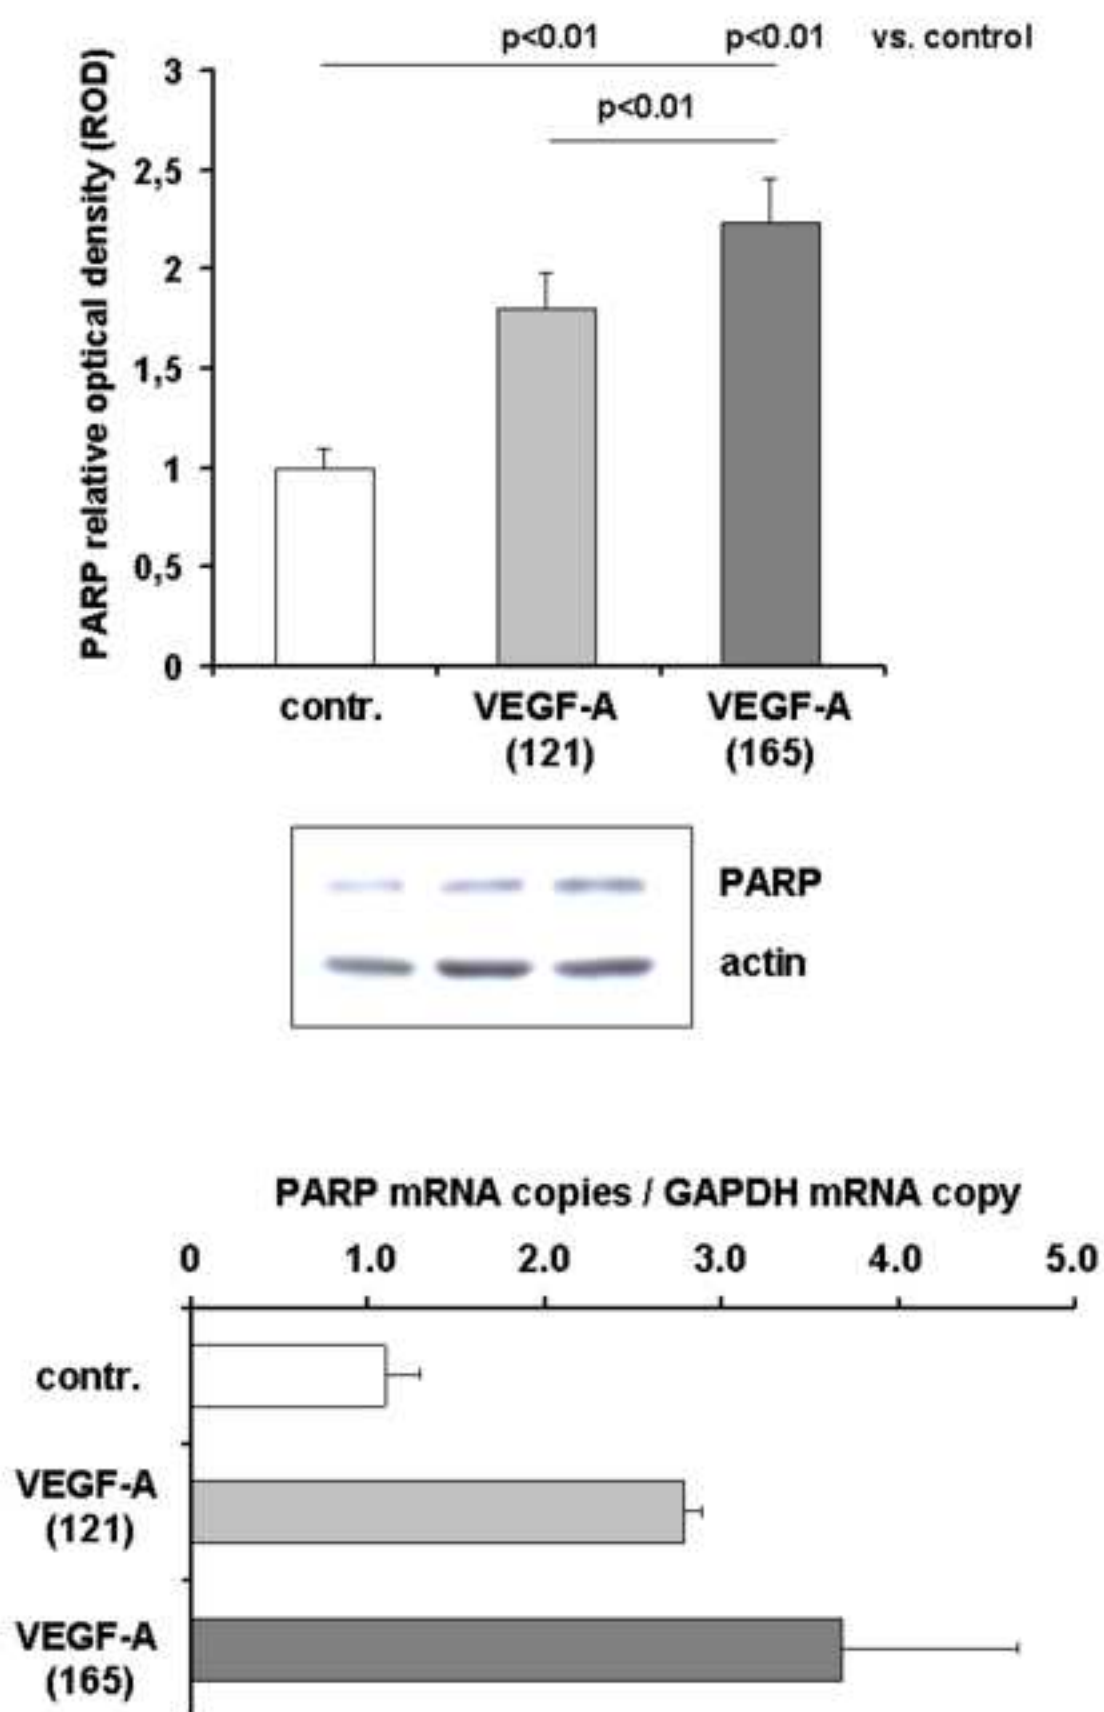 p<0.01 p<0.01 vs. control
p<0.01
PARP relative optical density (ROD)
3
2,5
2
1,5
1
0,5
0
contr. VEGF-A VEGF-A
(121) (165)
PARP
actin
PARP mRNA copies / GAPDH mRNA copy
0 1.0 2.0 3.0 4.0 5.0
contr.
VEGF-A
(121)
VEGF-A
(165)